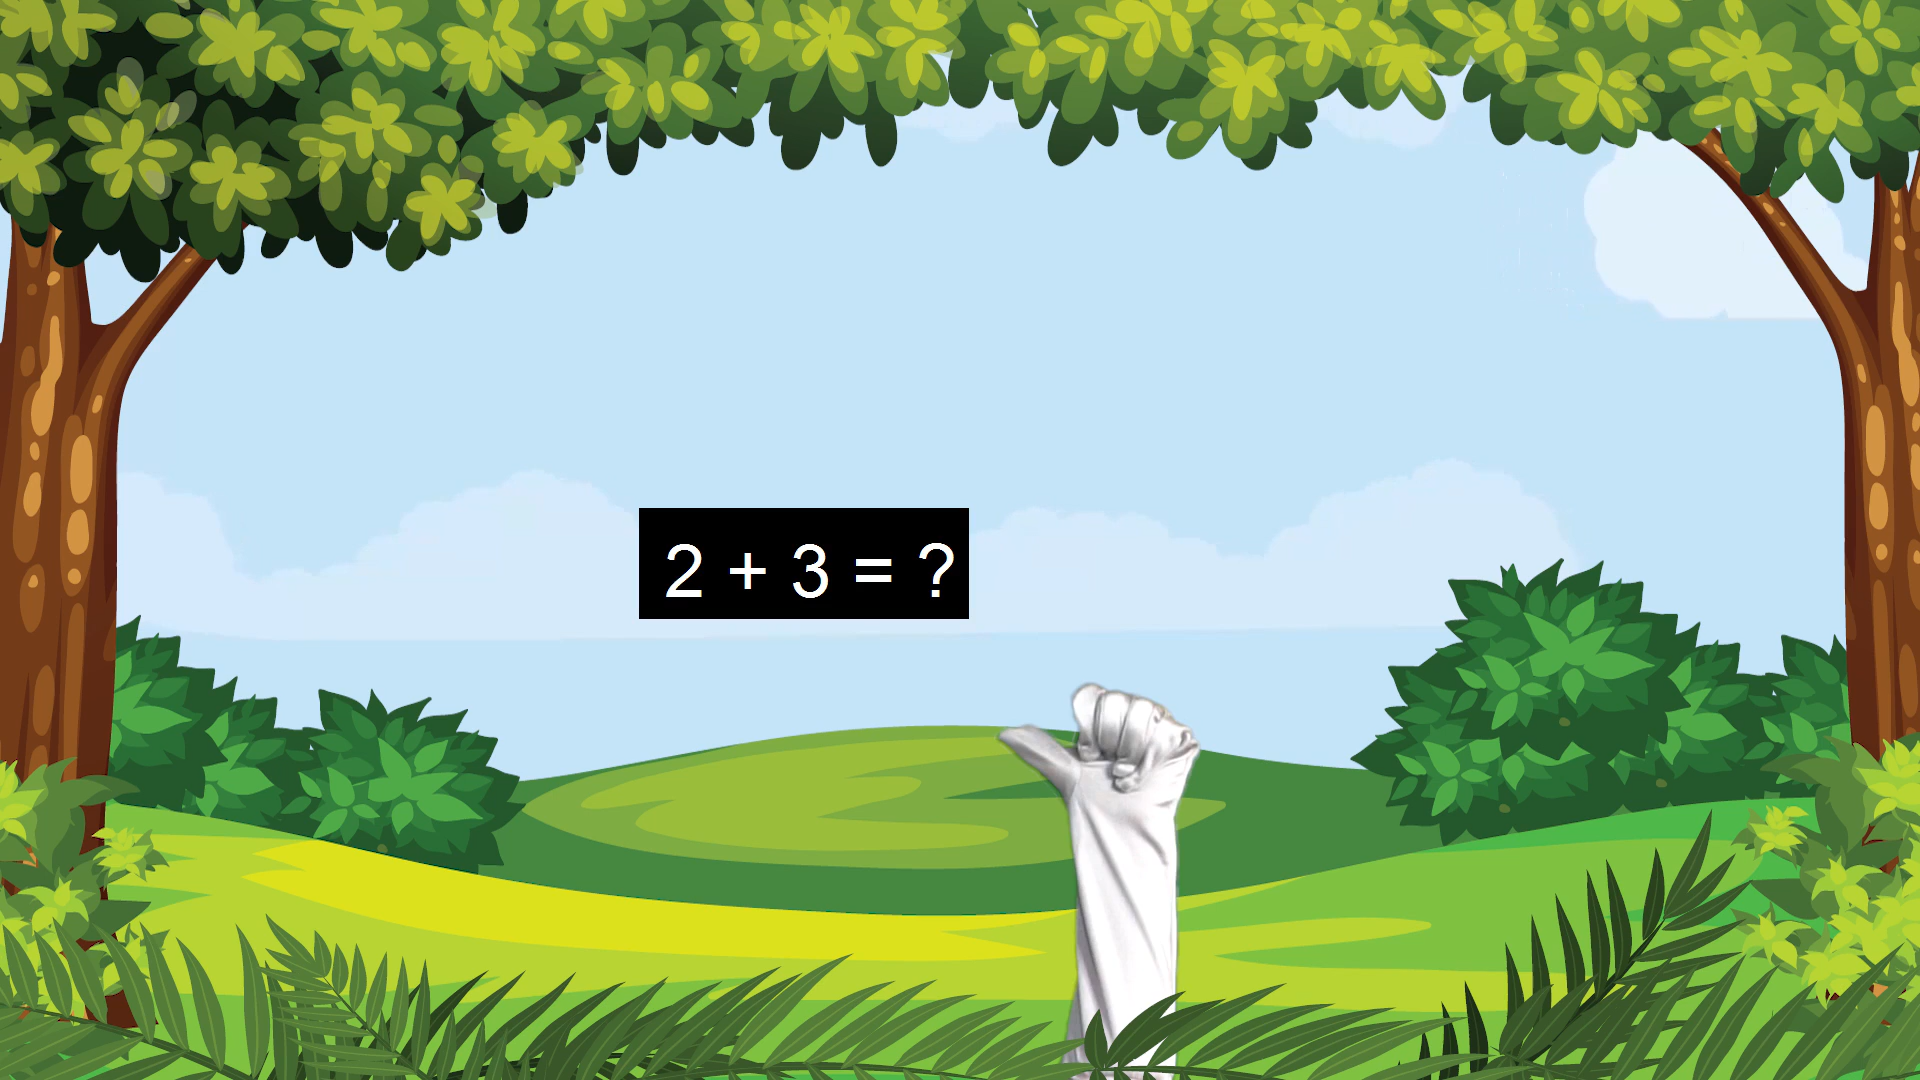 2 + 3 = ?